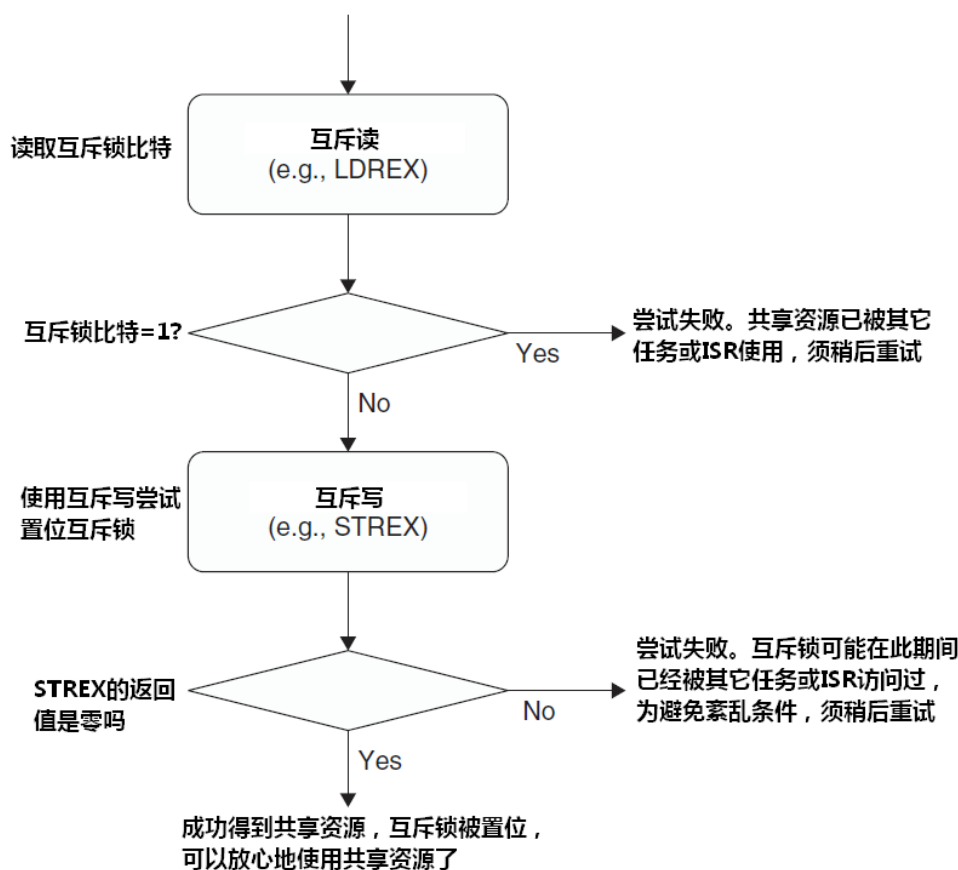 读取互斥锁比特
互斥读
(e.g., LDREX)
互斥锁比特=1?
Yes
尝试失败。共享资源已被其它
任务或ISR使用，须稍后重试
No
使用互斥写尝试
置位互斥锁
互斥写
(e.g., STREX)
STREX的返回
值是零吗
No
尝试失败。互斥锁可能在此期间
已经被其它任务或ISR访问过，
为避免紊乱条件，须稍后重试
Yes
成功得到共享资源，互斥锁被置位，
可以放心地使用共享资源了